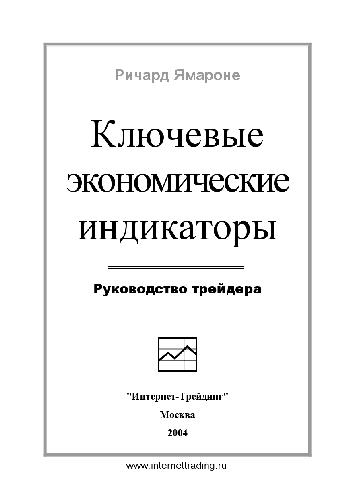 Ричард Ямароне
Ключевые
экономические
индикаторы
Руководство трейдера
"Интернет-Трейдинг"
Москва
2004
www.internettrading.ru